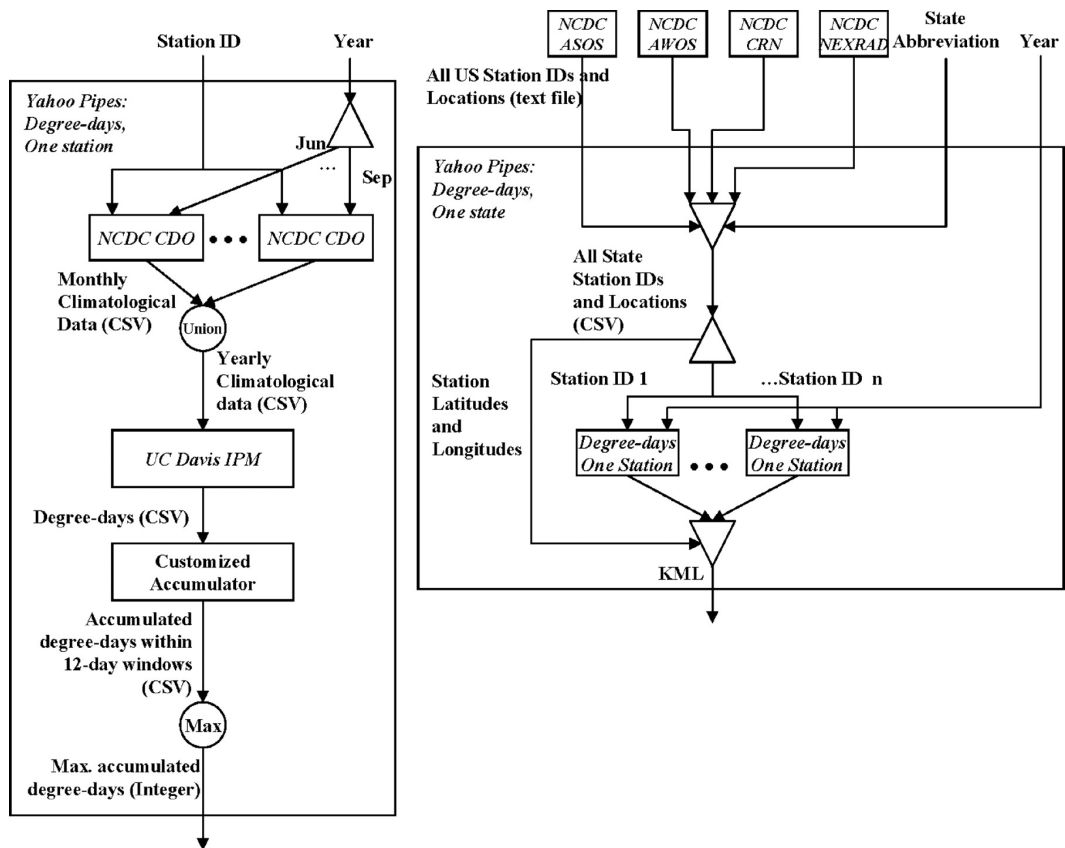 Station ID
Year
Yahoo Pipes:
Degree-days,
One station
Jun
...
Sep
NCDC CDO
NCDC CDO
Monthly
Climatological
Data (CSV)
Union
Yearly
Climatological
data (CSV)
UC Davis IPM
Degree-days (CSV)
Customized
Accumulator
Accumulated
degree-days within
12-day windows
(CSV)
Max
Max. accumulated
degree-days (Integer)
NCDC
ASOS
NCDC
AWOS
NCDC
CRN
NCDC
NEXRAD
State
Abbreviation
Year
All US Station IDs and
Locations (text file)
Yahoo Pipes:
Degree-days,
One state
All State
Station IDs
and Locations
(CSV)
Station
Latitudes
and
Longitudes
Station ID 1
...Station ID n
Degree-days
One Station
Degree-days
One Station
KML